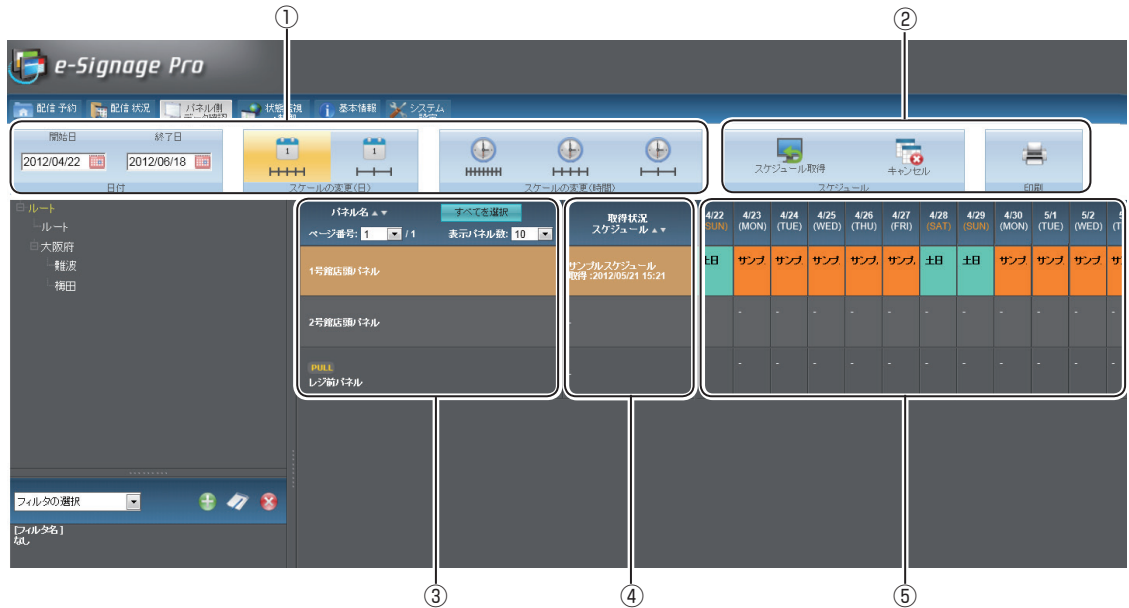 ① ②
e-Signage Pro
配信 予約 配信 状況 パネル側 基本情報 システム
開始日 終了日
2012/04/22 2012/06/18
日付
1 1
スケールの変更(日)
スケールの変更(時間)
スケジュール取得 キャンセル
スケジュール
印刷
ルート
ルート
大阪府
難波
梅田
パネル名 ▲▼ すべてを選択
ページ番号: 1 / 1 表示パネル数: 10
取得状況
スケジュール ▲▼
4/22 4/23 4/24 4/25 4/26 4/27 4/28 4/29 4/30 5/1 5/2
(SUN) (MON) (TUE) (WED) (THU) (FRI) (SAT) (SUN) (MON) (TUE) (WED)
1号館店頭パネル
サンプルスケジュール
取得 :2012/05/21 15:21
土日 サンプ サンプ サンプ サンプ サンプ 土日 土日 サンプ サンプ サンプ
2号館店頭パネル - - - - - - - - - - -
PULL
レジ前パネル - - - - - - - - - - -
フィルタの選択
[フィルタ名]
なし
③ ④ ⑤